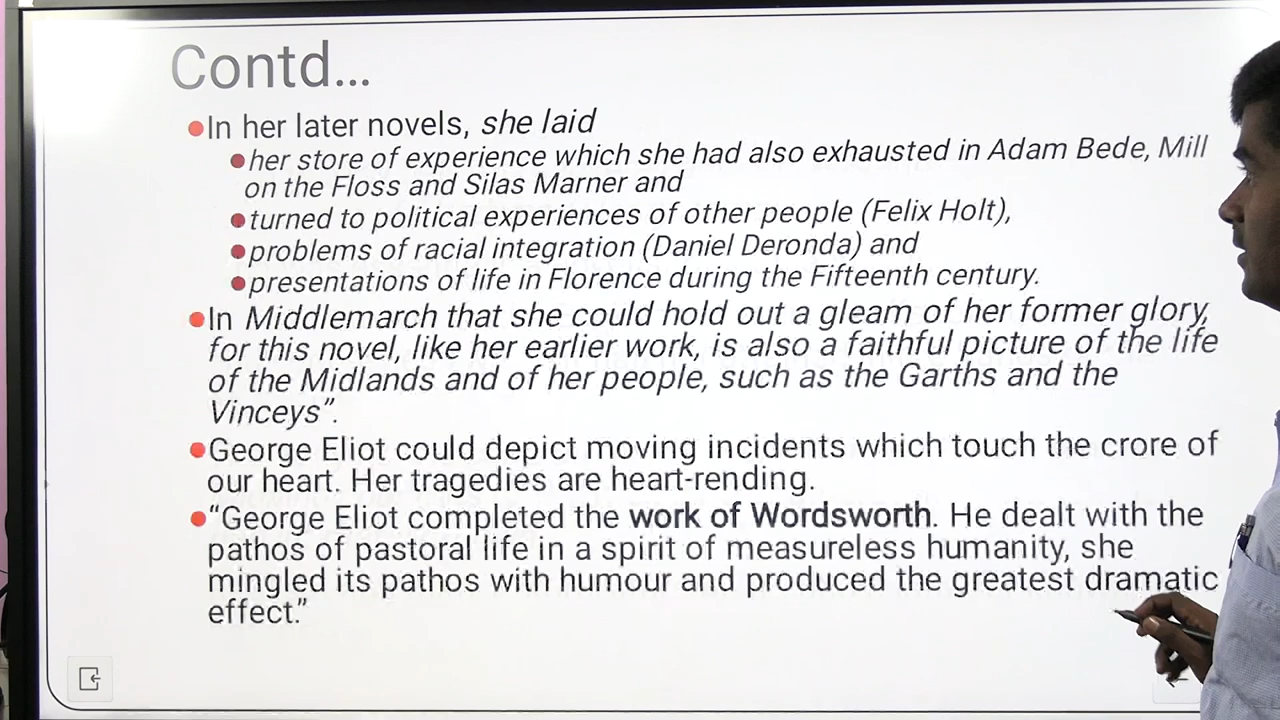 Contd...
In her later novels, she laid
her store of experience which she had also exhausted in Adam Bede, Mill
on the Floss and Silas Marner and
turned to political experiences of other people (Felix Holt),
problems of racial integration (Daniel Deronda) and
presentations of life in Florence during the Fifteenth century.
In Middlemarch that she could hold out a gleam of her former glory,
for this novel, like her earlier work, is also a faithful picture of the life
of the Midlands and of her people, such as the Garths and the
Vinceys”.
George Eliot could depict moving incidents which touch the crore of
our heart. Her tragedies are heart-rending.
“George Eliot completed the work of Wordsworth. He dealt with the
pathos of pastoral life in a spirit of measureless humanity, she
mingled its pathos with humour and produced the greatest dramatic
effect.”